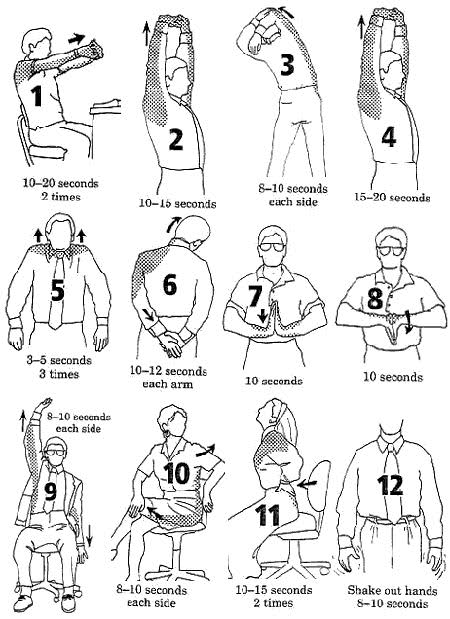 1
2
3
4
10–20 seconds
2 times
10–15 seconds
8–10 seconds
each side
15–20 seconds
5
6
7
8
3–5 seconds
3 times
10–12 seconds
each arm
10 seconds
10 seconds
8–10 seconds
each side
9
10
11
12
8–10 seconds
each side
10–15 seconds
2 times
Shake out hands
8–10 seconds